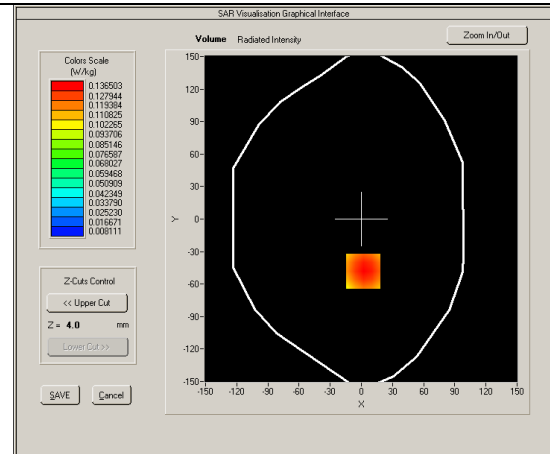 SAR Visualisation Graphical Interface
Volume Radiated Intensity
Zoom In/Out
Colors Scale
(W/kg)
0.136503
0.127944
0.119384
0.110825
0.102265
0.093706
0.085146
0.076587
0.068027
0.059468
0.050909
0.042349
0.033790
0.025230
0.016671
0.008111
Z-Cuts Control
<< Upper Cut
Z = 4.0 mm
Lower Cut >>
SAVE Cancel
150
120
90
60
30
0
-30
-60
-90
-120
-150
Y
-150 -120 -90 -60 -30 0 30 60 90 120 150
X